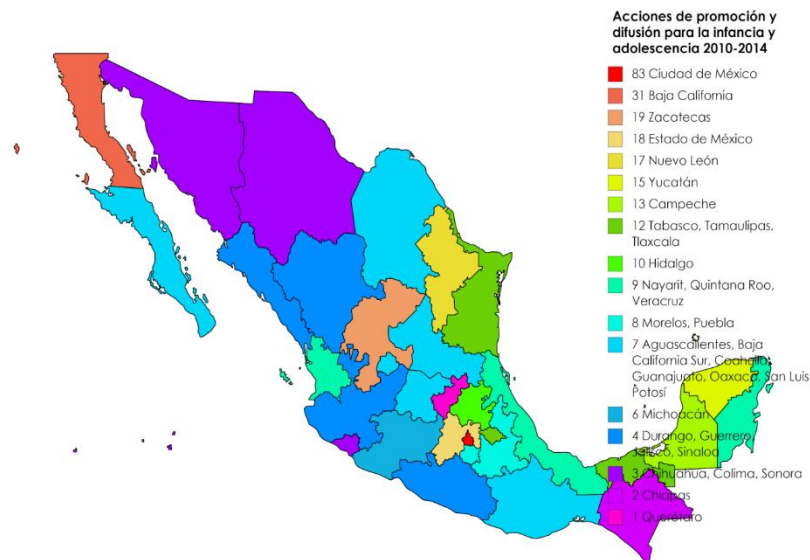 Acciones de promoción y
difusión para la infancia y
adolescencia 2010-2014
83 Ciudad de México
31 Baja California
19 Zacatecas
18 Estado de México
17 Nuevo León
15 Yucatán
13 Campeche
12 Tabasco, Tamaulipas,
Tlaxcala
10 Hidalgo
9 Nayarit, Quintana Roo,
Veracruz
8 Morelos, Puebla
7 Aguascalientes, Baja
California Sur, Coahuila,
Guanajuato, Oaxaca, San Luis
Potosí
6 Michoacán
4 Durango, Guerrero,
Jalisco, Sinaloa
3 Chihuahua, Colima, Sonora
2 Chiapas
1 Querétaro